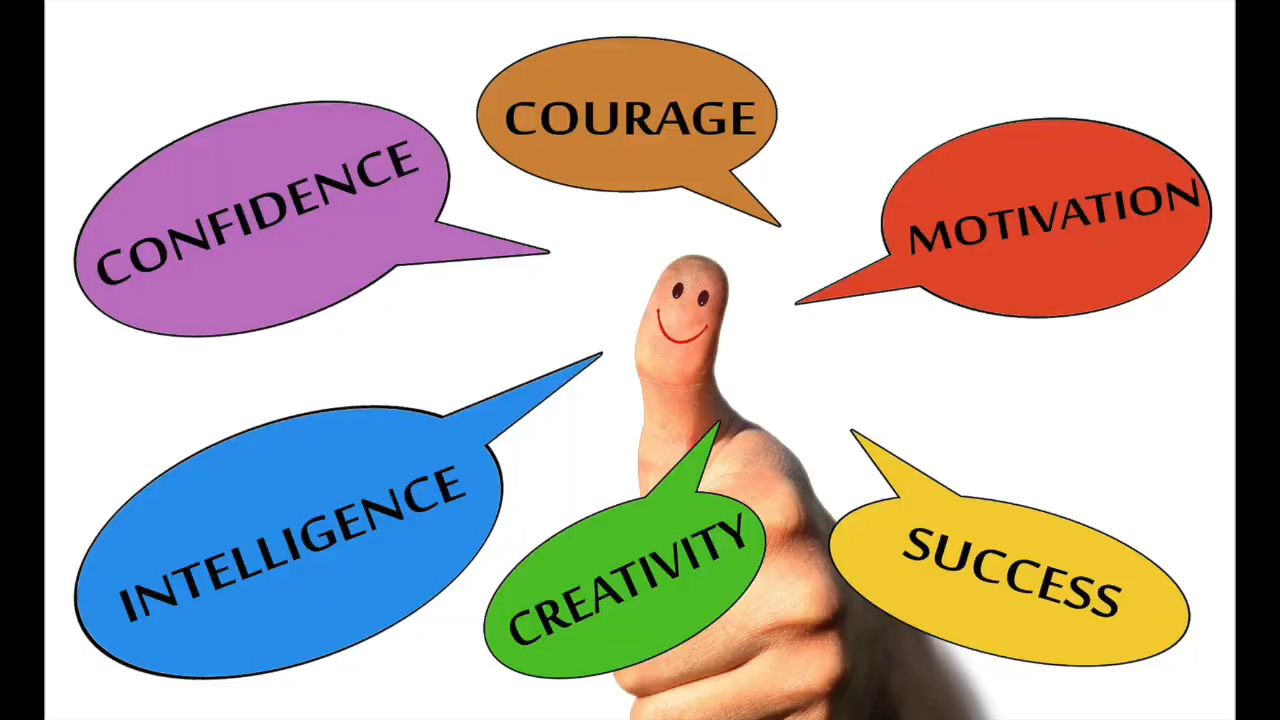 COURAGE
CONFIDENCE
MOTIVATION
INTELLIGENCE
CREATIVITY
SUCCESS